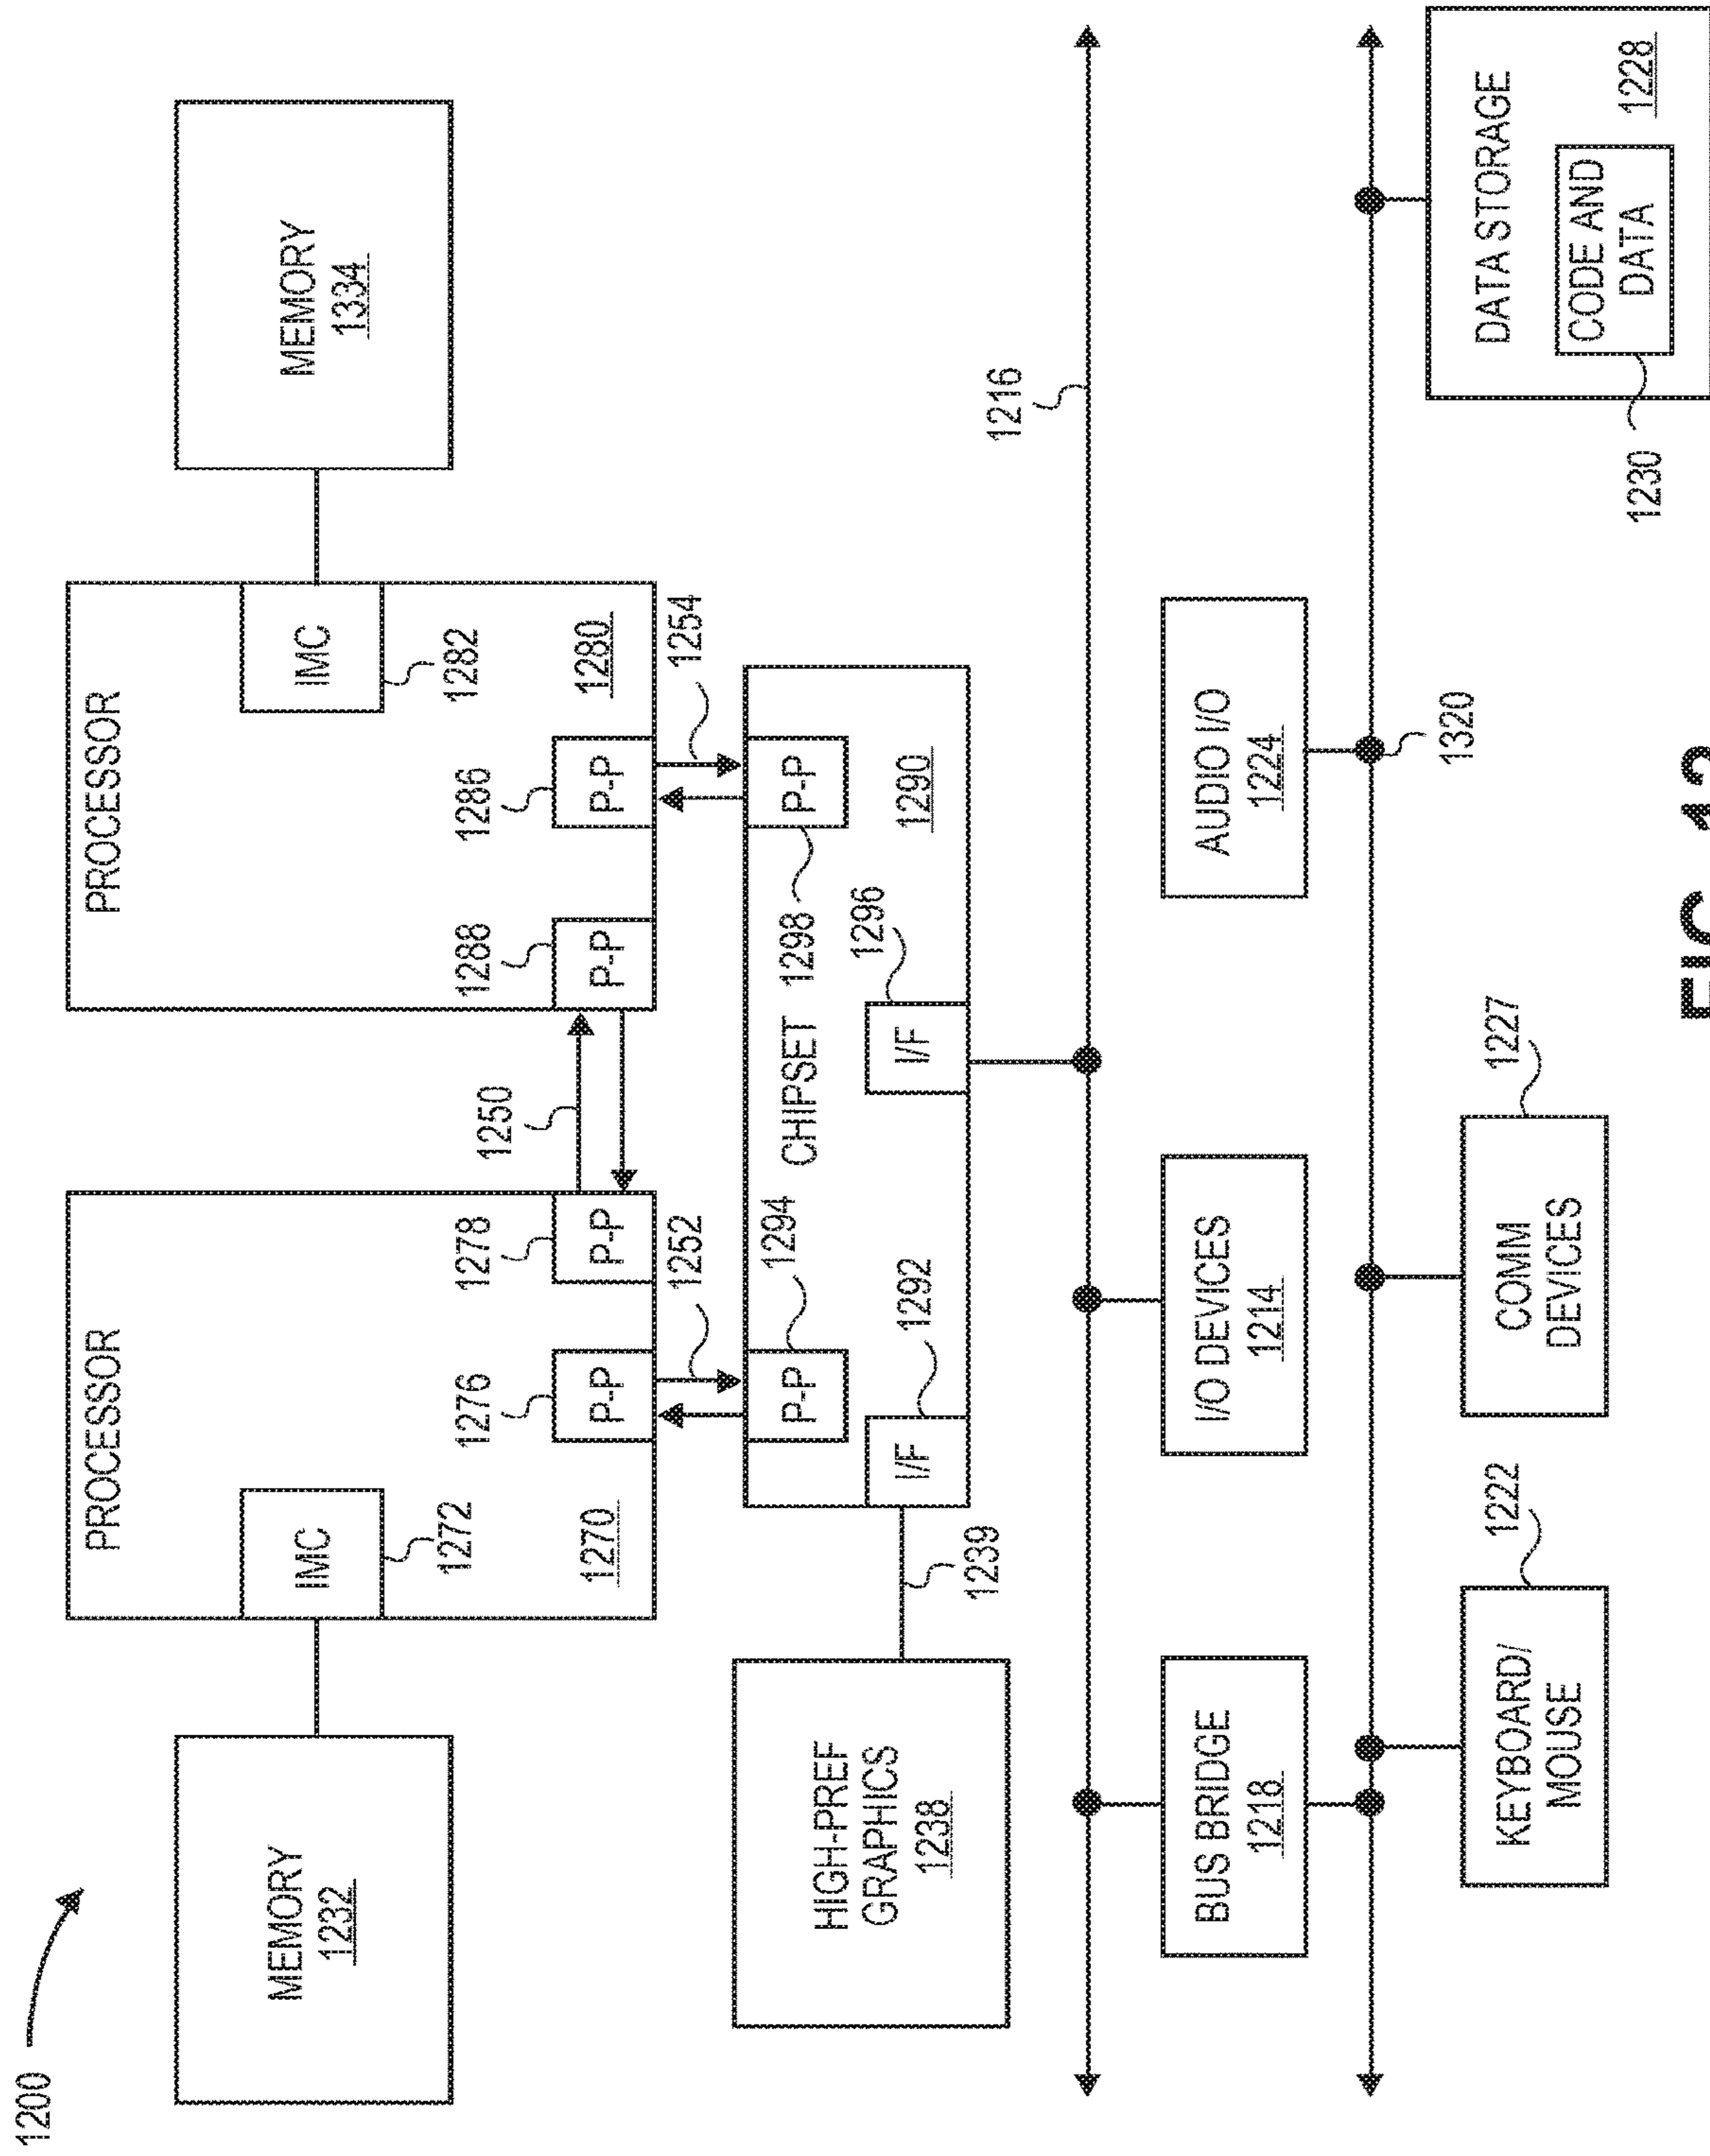 1200
PROCESSOR
PROCESSOR
MEMORY
1232
IMC
1272
IMC
1282
MEMORY
1334
1270
1276
P-P
1278
P-P
1250
1288
P-P
1286
P-P
1280
1252
1254
HIGH-PREF
GRAPHICS
1238
1239
P-P
1294
CHIPSET
1298
P-P
I/F
1292
I/F
1296
1290
1216
BUS BRIDGE
1218
I/O DEVICES
1214
AUDIO I/O
1224
1320
KEYBOARD/
MOUSE
1222
COMM
DEVICES
1227
DATA STORAGE
CODE AND
DATA
1228
1230